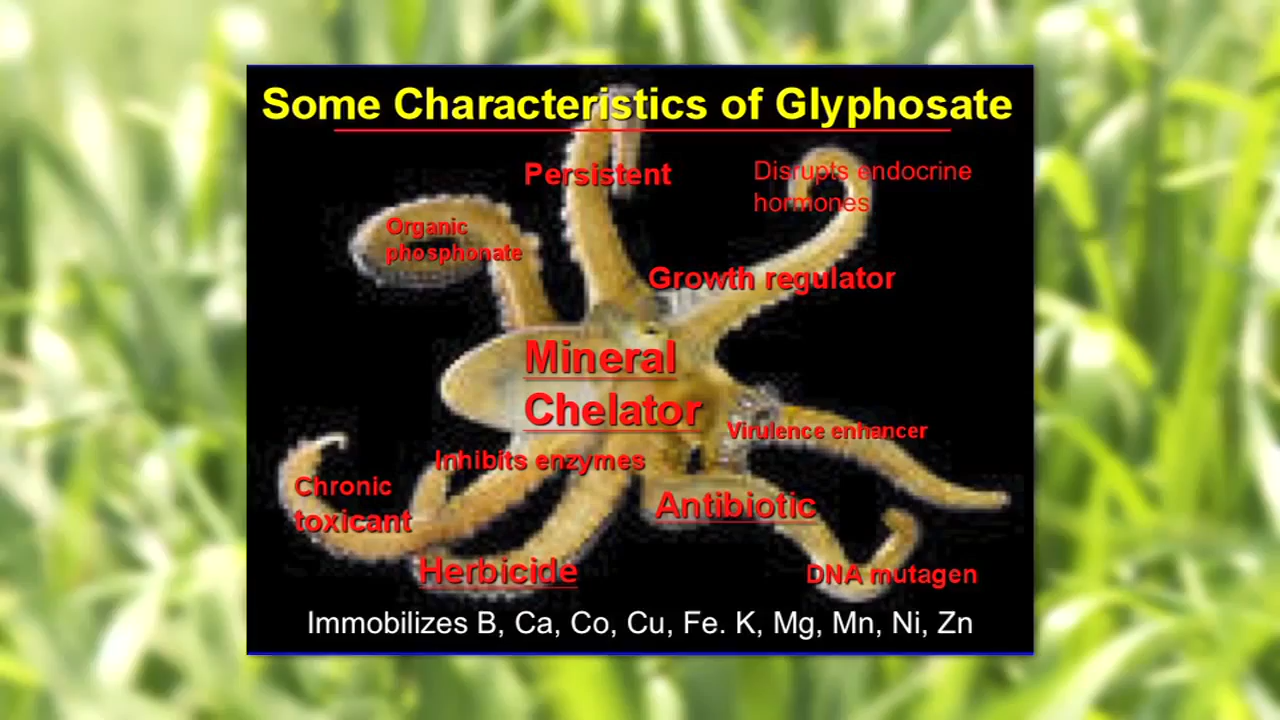 Some Characteristics of Glyphosate
Persistent
Disrupts endocrine
hormones
Organic
phosphonate
Growth regulator
Mineral
Chelator
Virulence enhancer
Inhibits enzymes
Chronic
toxicant
Antibiotic
Herbicide
DNA mutagen
Immobilizes B, Ca, Co, Cu, Fe. K, Mg, Mn, Ni, Zn